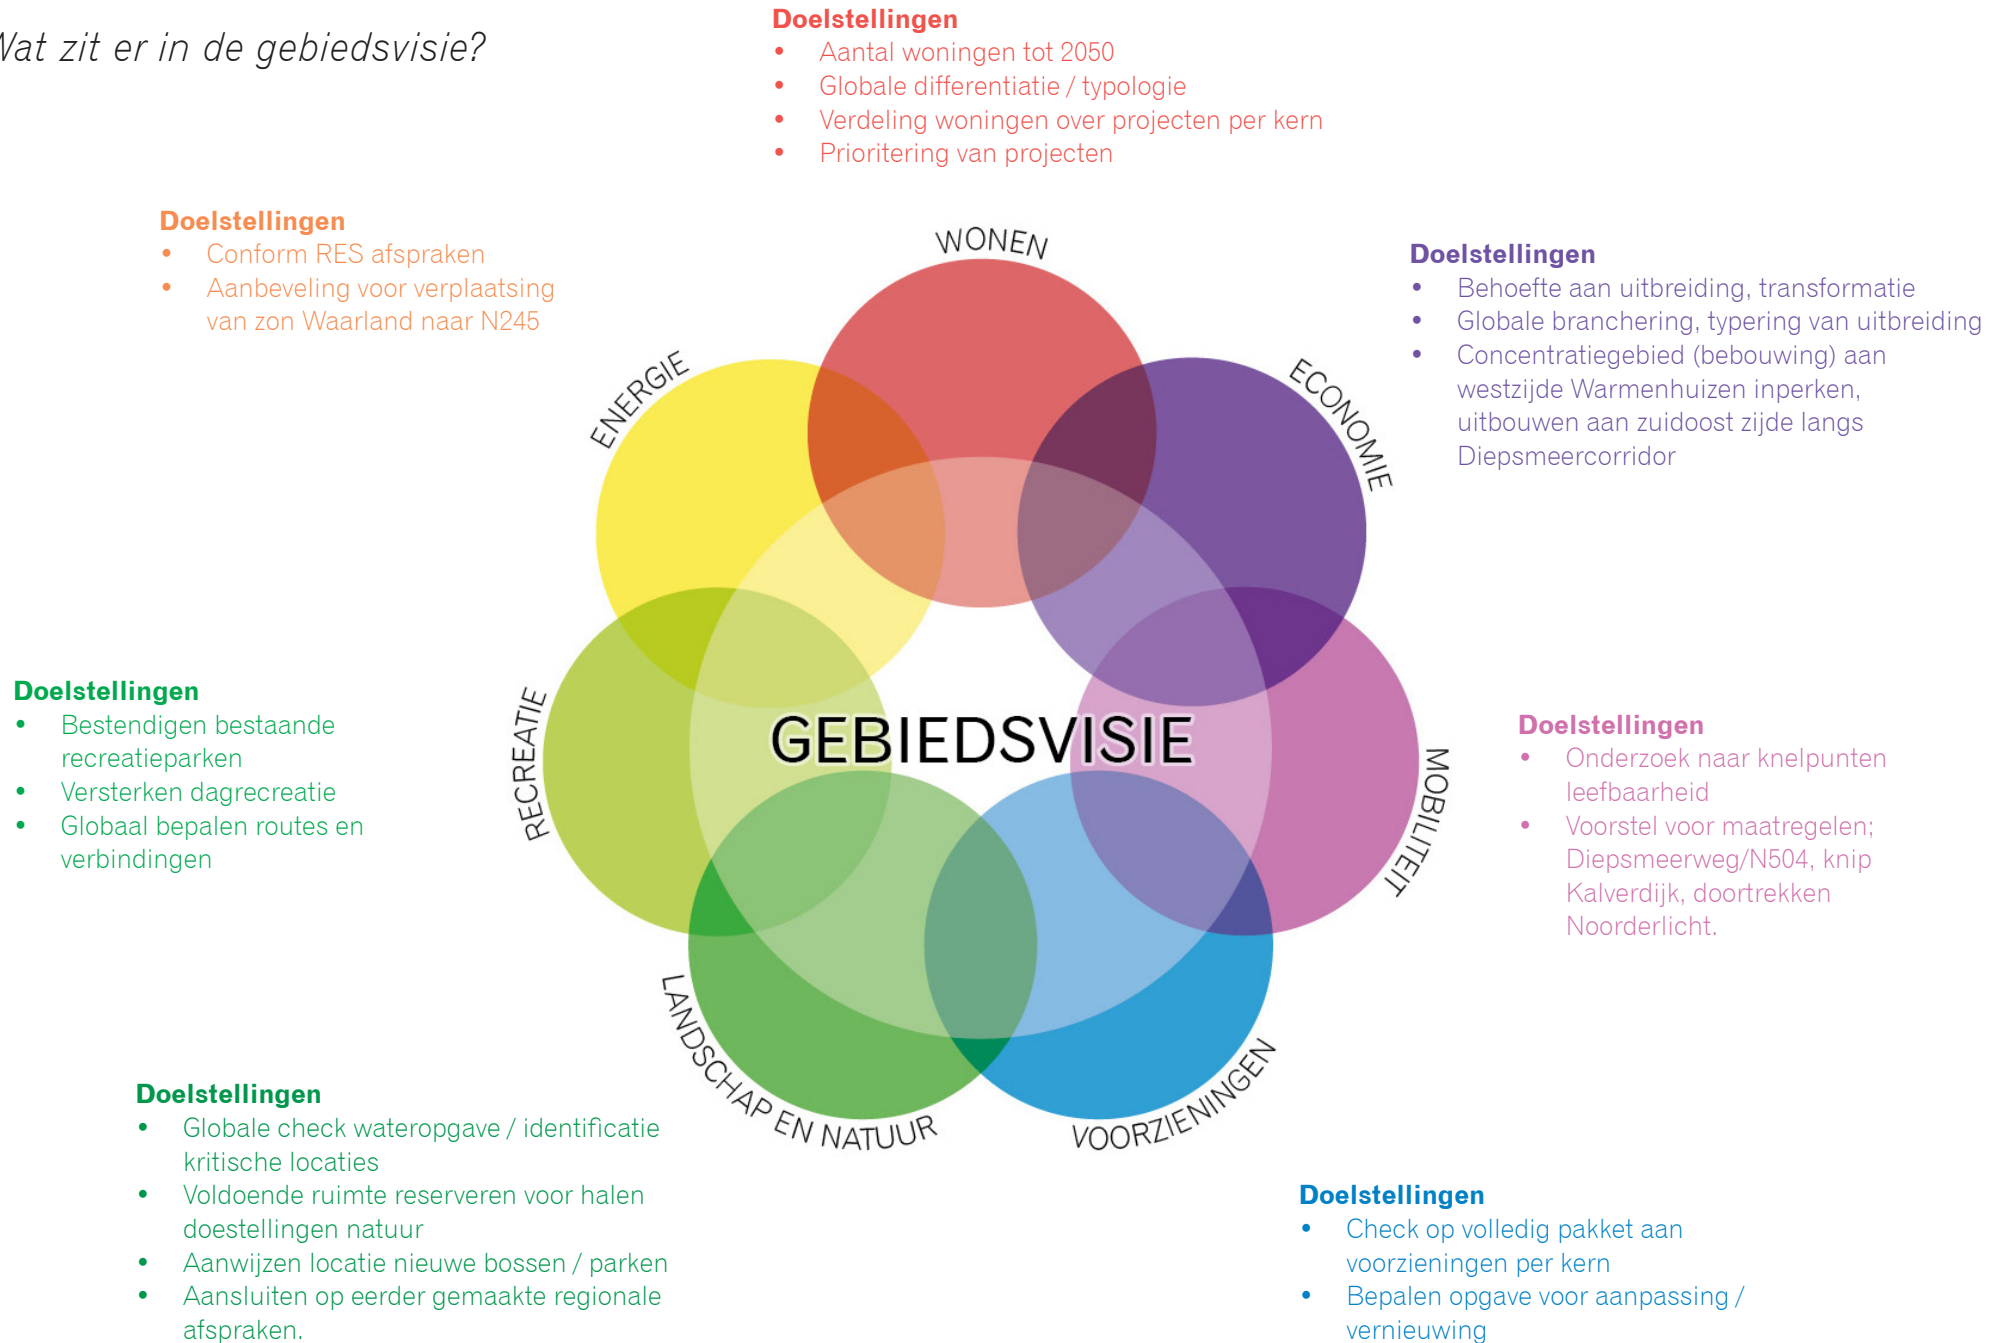 Wat zit er in de gebiedsvisie?
Doelstellingen
• Aantal woningen tot 2050
• Globale differentiatie / typologie
• Verdeling woningen over projecten per kern
• Prioritering van projecten
Doelstellingen
• Conform RES afspraken
• Aanbeveling voor verplaatsing
van zon Waarland naar N245
WONEN
Doelstellingen
• Behoefte aan uitbreiding, transformatie
• Globale branchering, typering van uitbreiding
• Concentratiegebied (bebouwing) aan
westzijde Warmenhuizen inperken,
uitbouwen aan zuidoost zijde langs
Diepsmeercorridor
ENERGIE
ECONOMIE
Doelstellingen
• Bestendigen bestaande
recreatieparken
• Versterken dagrecreatie
• Globaal bepalen routes en
verbindingen
RECREATIE
GEBIEDSVISIE
MOBILITEIT
Doelstellingen
• Onderzoek naar knelpunten
leefbaarheid
• Voorstel voor maatregelen;
Diepsmeerweg/N504, knip
Kalverdijk, doortrekken
Noorderlicht.
LANDSCHAP EN NATUUR
VOORZIENINGEN
Doelstellingen
• Globale check wateropgave / identificatie
kritische locaties
• Voldoende ruimte reserveren voor halen
doestellingen natuur
• Aanwijzen locatie nieuwe bossen / parken
• Aansluiten op eerder gemaakte regionale
afspraken.
Doelstellingen
• Check op volledig pakket aan
voorzieningen per kern
• Bepalen opgave voor aanpassing /
vernieuwing